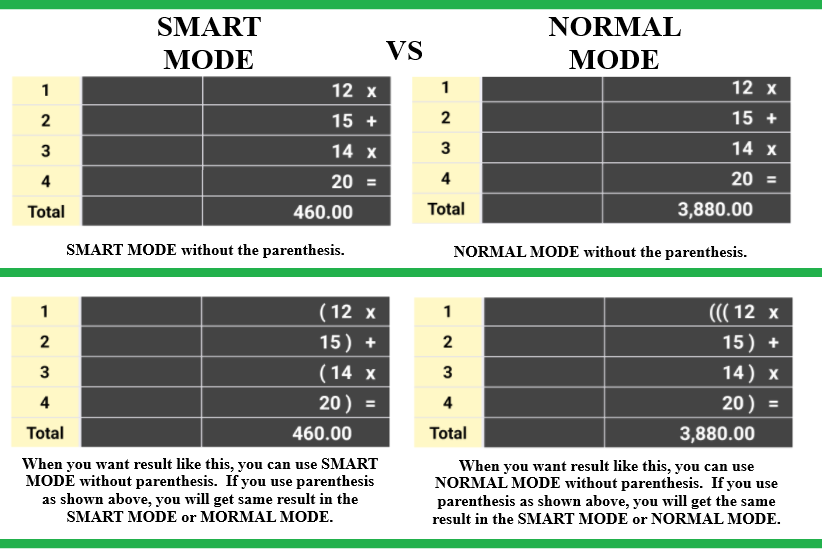 SMART
MODE
VS
NORMAL
MODE
1 12 x
2 15 +
3 14 x
4 20 =
Total 460.00
1 12 x
2 15 +
3 14 x
4 20 =
Total 3,880.00
SMART MODE without the parenthesis.
NORMAL MODE without the parenthesis.
1 ( 12 x
2 15 ) +
3 ( 14 x
4 20 ) =
Total 460.00
1 ((( 12 x
2 15 ) +
3 14 ) x
4 20 ) =
Total 3,880.00
When you want result like this, you can use SMART
MODE without parenthesis. If you use parenthesis
as shown above, you will get same result in the
SMART MODE or MORMAL MODE.
When you want result like this, you can use
NORMAL MODE without parenthesis. If you use
parenthesis as shown above, you will get the same
result in the SMART MODE or NORMAL MODE.